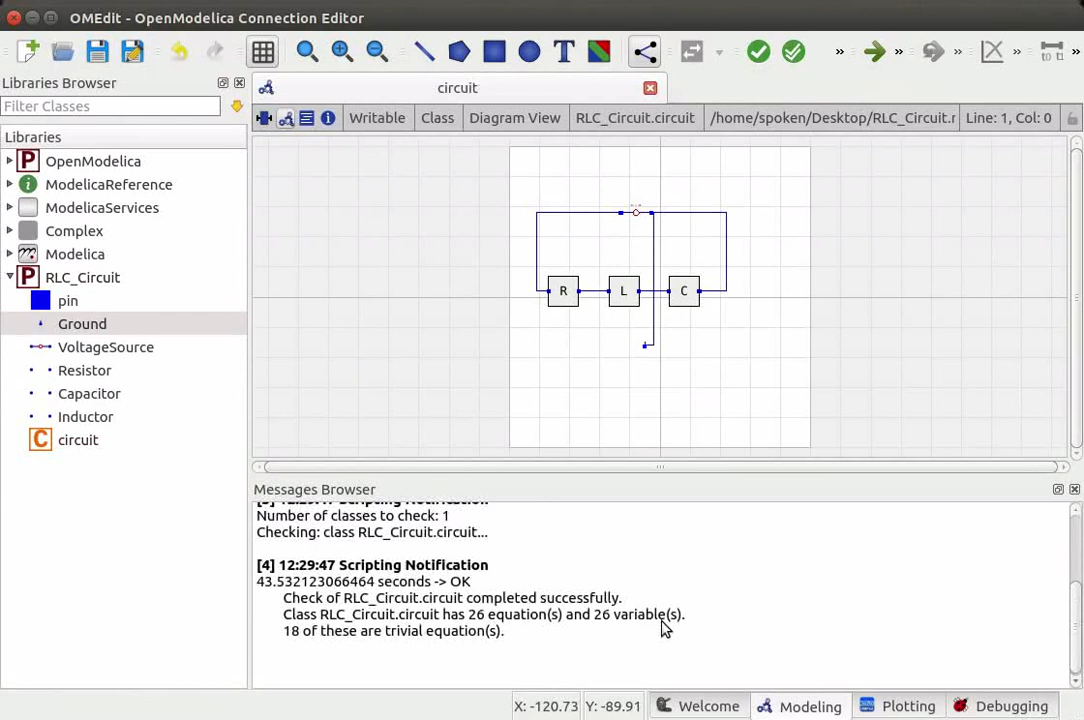 OMEdit - OpenModelica Connection Editor
T
»
»
»
»
»
Libraries Browser
circuit
Filter Classes
Writable
Class
Diagram View
RLC_Circuit.circuit
/home/spoken/Desktop/RLC_Circuit.r
Line: 1, Col: 0
Libraries
P OpenModelica
i ModelicaReference
ModelicaServices
Complex
Modelica
P RLC_Circuit
pin
Ground
VoltageSource
Resistor
Capacitor
Inductor
C circuit
R
L
C
Messages Browser
Scripting Notification
Number of classes to check: 1
Checking: class RLC_Circuit.circuit...
[4] 12:29:47 Scripting Notification
43.532123066464 seconds -> OK
Check of RLC_Circuit.circuit completed successfully.
Class RLC_Circuit.circuit has 26 equation(s) and 26 variable(s).
18 of these are trivial equation(s).
X: -120.73
Y: -89.91
Welcome
Modeling
Plotting
Debugging